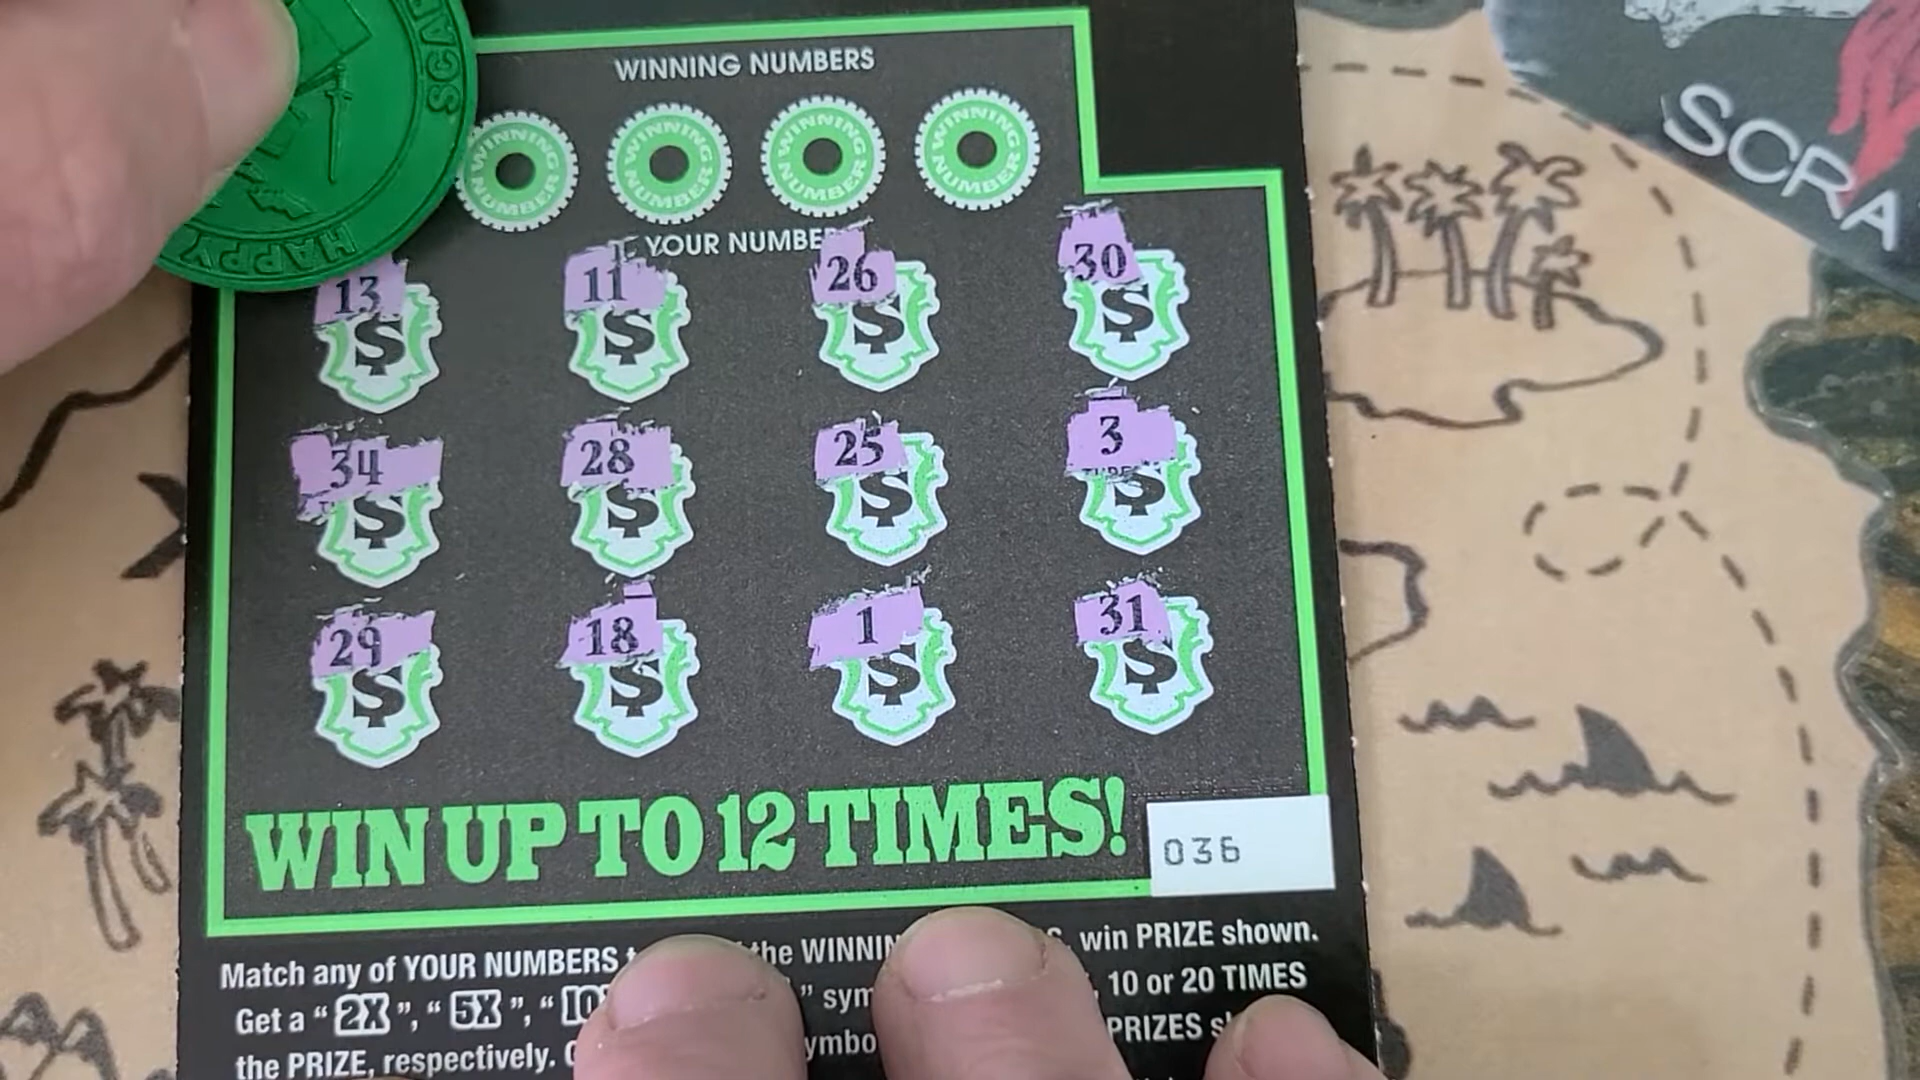 SCAR
HAPPY
SCRA
WINNING NUMBERS
WINNING NUMBER WINNING NUMBER WINNING NUMBER WINNING NUMBER
YOUR NUMBE
13 11 26 30
$ $ $ $
34 28 25 3
$ $ $ $
29 18 1 31
$ $ $ $
WIN UP TO 12 TIMES!
036
Match any of YOUR NUMBERS the WINNIN win PRIZE shown.
Get a "2X", "5X", "10 " sym 10 or 20 TIMES
the PRIZE, respectively. ymbo PRIZES